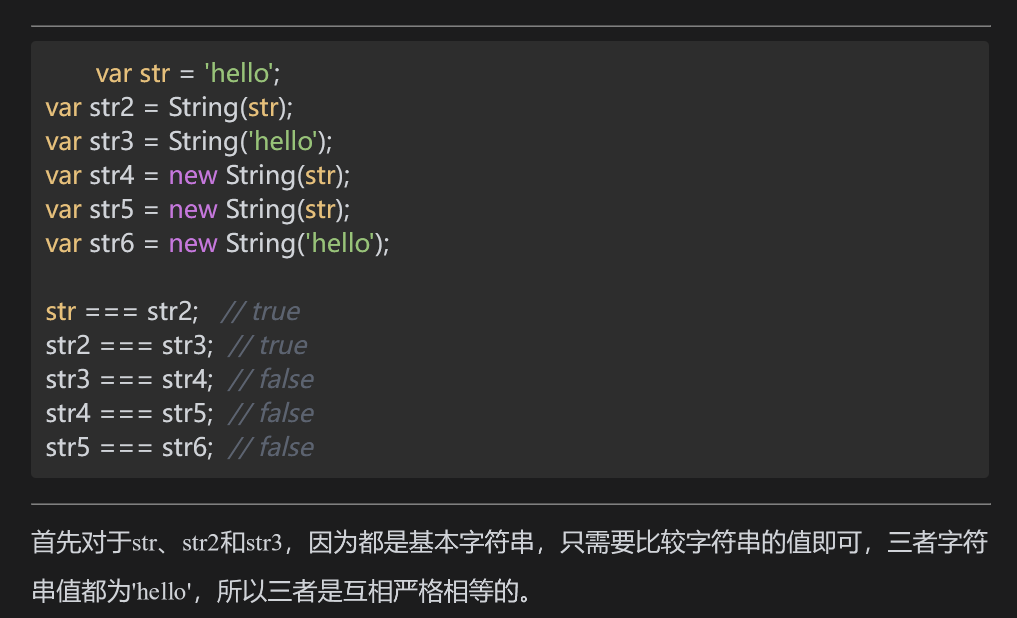 var str = 'hello';
var str2 = String(str);
var str3 = String('hello');
var str4 = new String(str);
var str5 = new String(str);
var str6 = new String('hello');
str === str2;  // true
str2 === str3;  // true
str3 === str4;  // false
str4 === str5;  // false
str5 === str6;  // false
首先对于str、str2和str3，因为都是基本字符串，只需要比较字符串的值即可，三者字符
串值都为'hello'，所以三者是互相严格相等的。